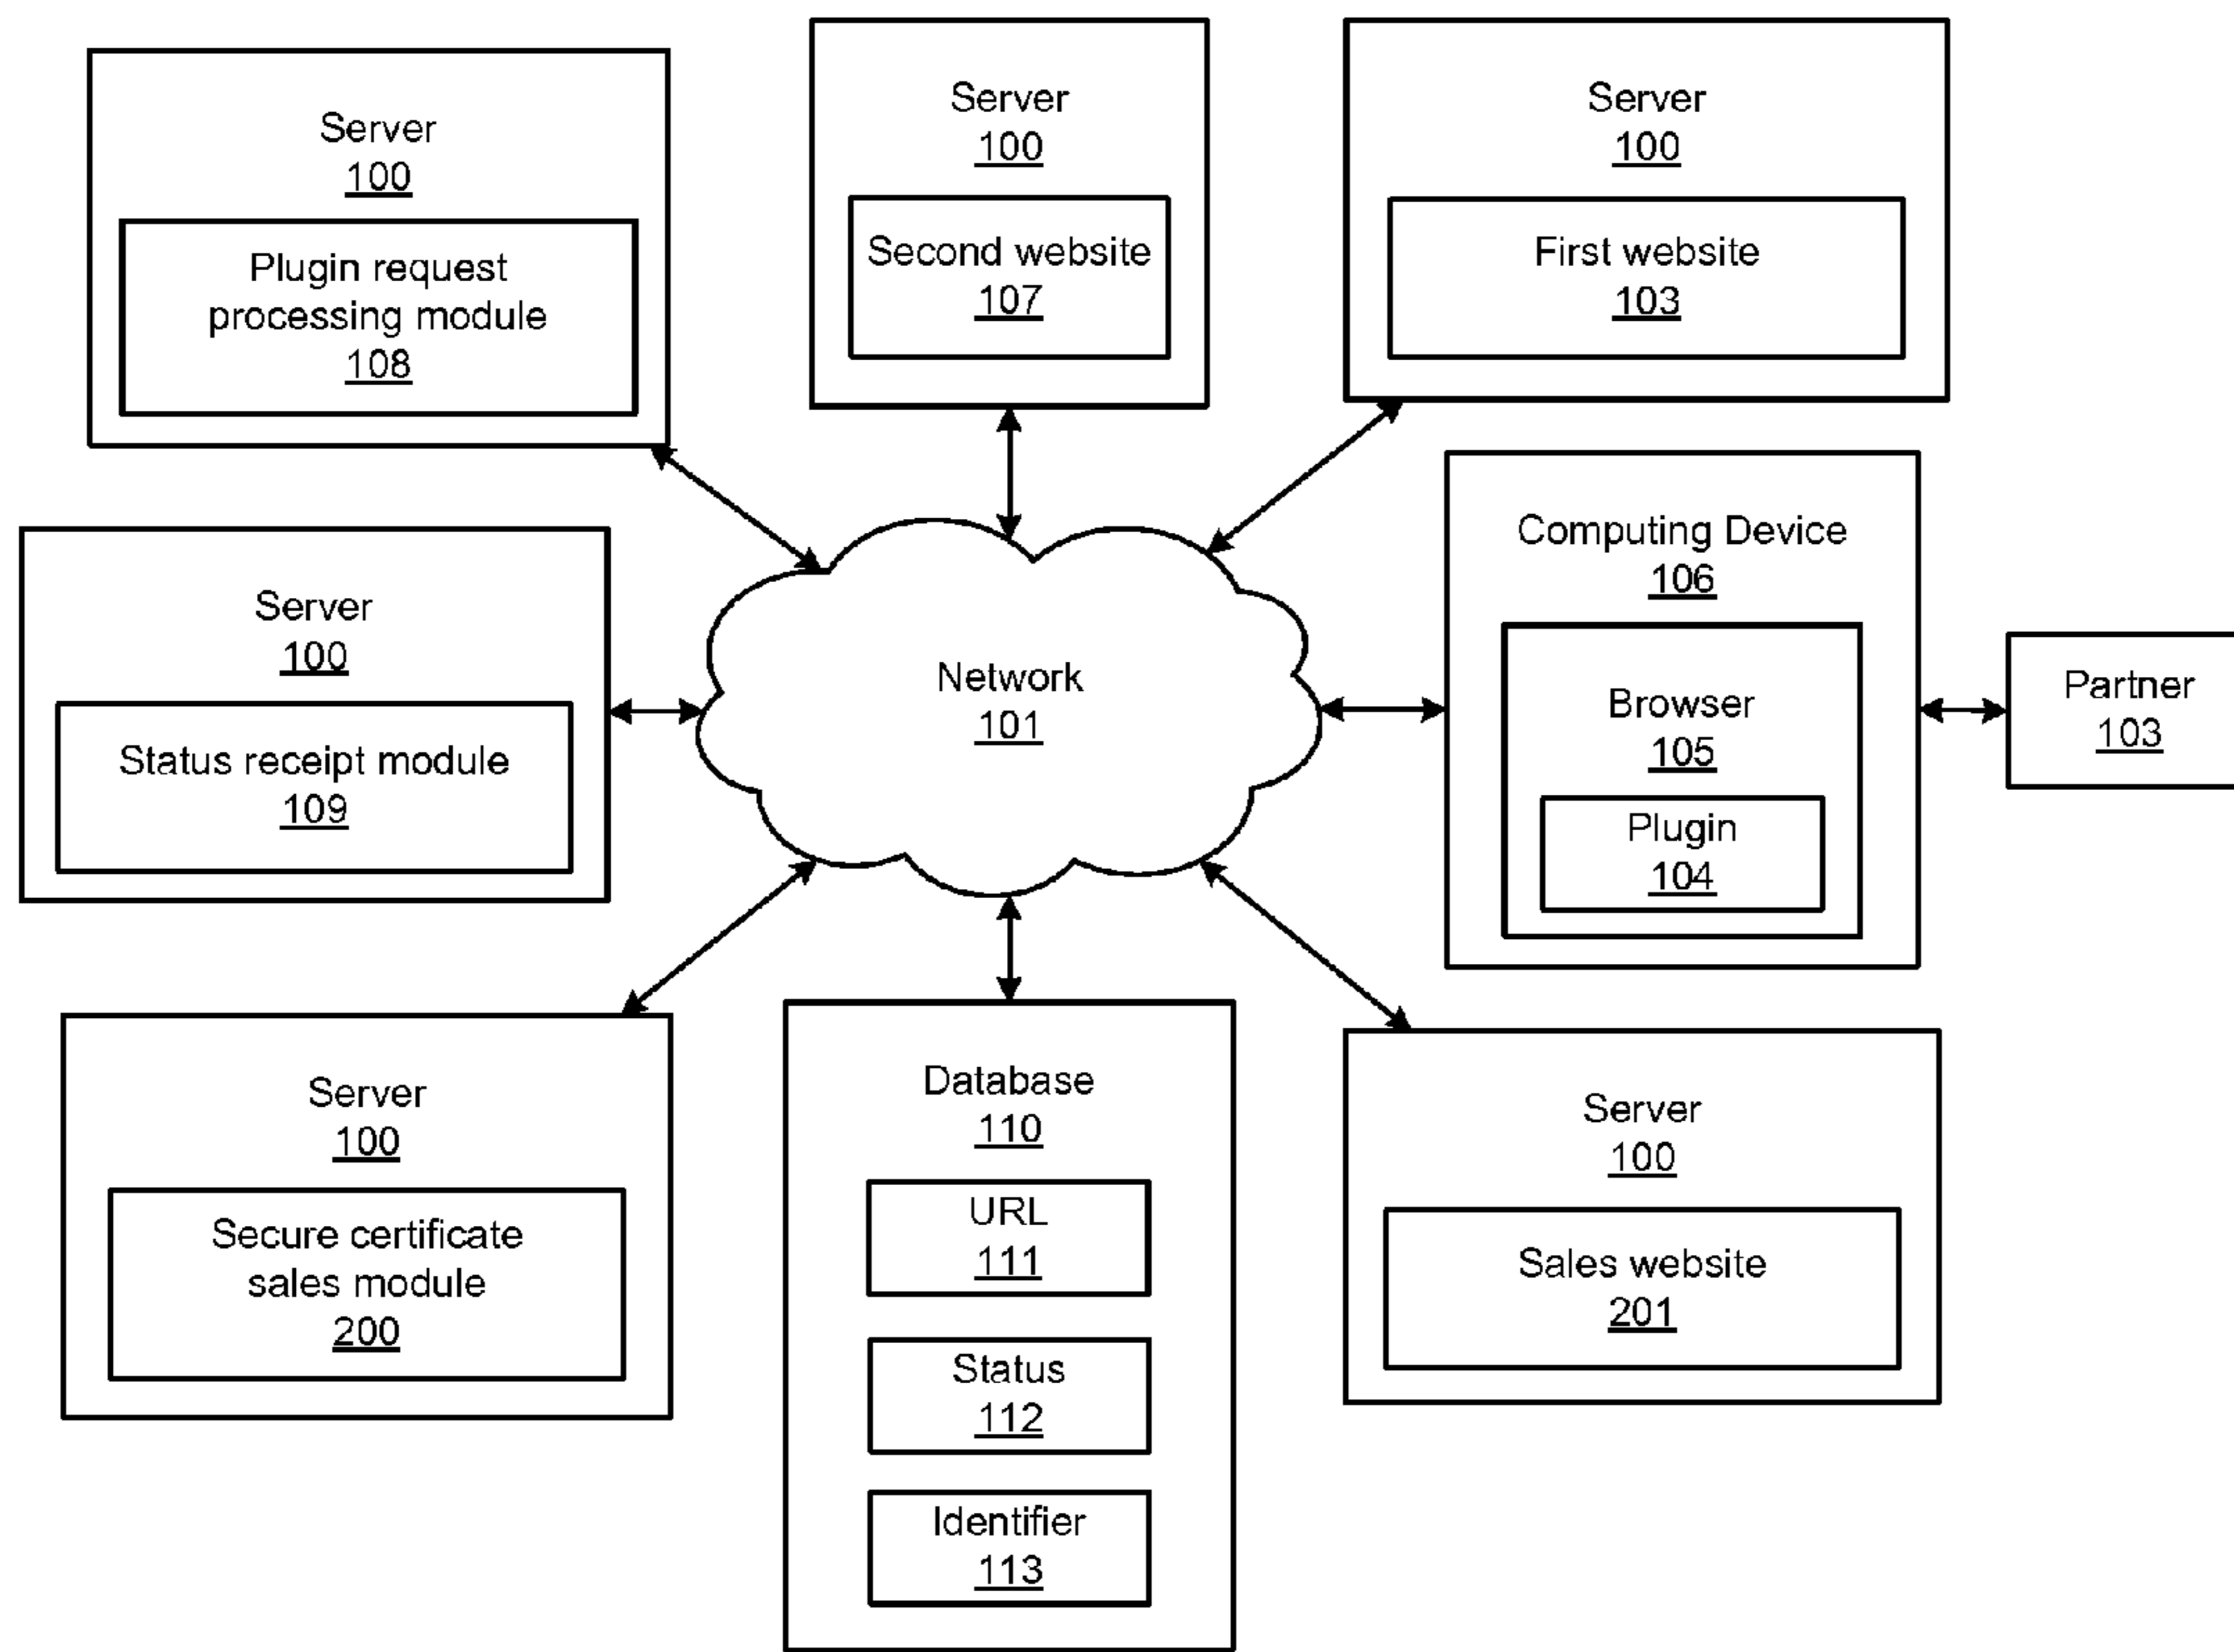 Server
100
Plugin request
processing module
108
Server
100
Second website
107
Server
100
First website
103
Server
100
Status receipt module
109
Network
101
Computing Device
106
Browser
105
Plugin
104
Partner
103
Server
100
Secure certificate
sales module
200
Database
110
URL
111
Status
112
Identifier
113
Server
100
Sales website
201